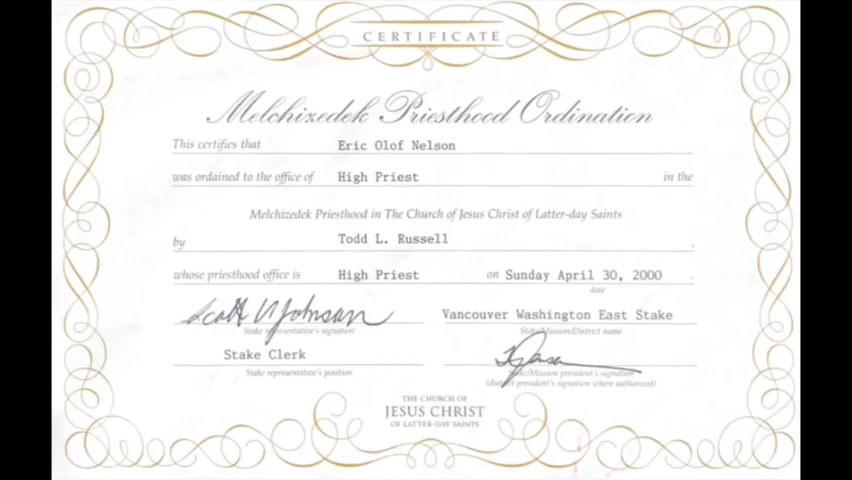 CERTIFICATE
Melchizedek Priesthood Ordination
This certifies that Eric Olof Nelson
was ordained to the office of High Priest in the
Melchizedek Priesthood in The Church of Jesus Christ of Latter-day Saints
by Todd L. Russell .
whose priesthood office is High Priest on Sunday April 30, 2000 .
date
Scott Johnson Vancouver Washington East Stake
Stake representative's signature Stake/Mission/District name
Stake Clerk
Stake representative's position Stake/Mission president's signature
(district president's signature where authorized)
THE CHURCH OF
JESUS CHRIST
OF LATTER-DAY SAINTS